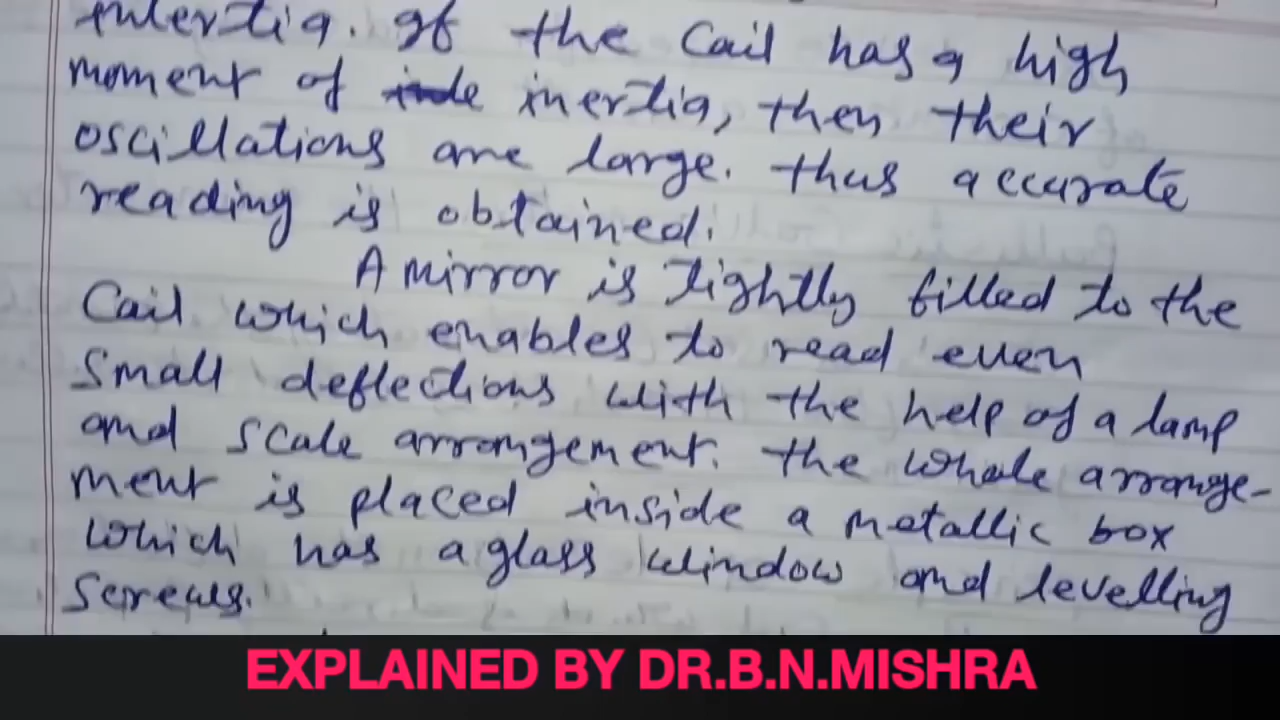 intertia. If the Cail has a high
moment of inertia, then their
oscillations are large. thus accurate
reading is obtained.
A mirror is tightly filled to the
Cail which enables to read even
small deflections with the help of a lamp
and scale arrangement. the whole arrange-
ment is placed inside a metallic box
which has a glass window and levelling
screws.
EXPLAINED BY DR.B.N.MISHRA